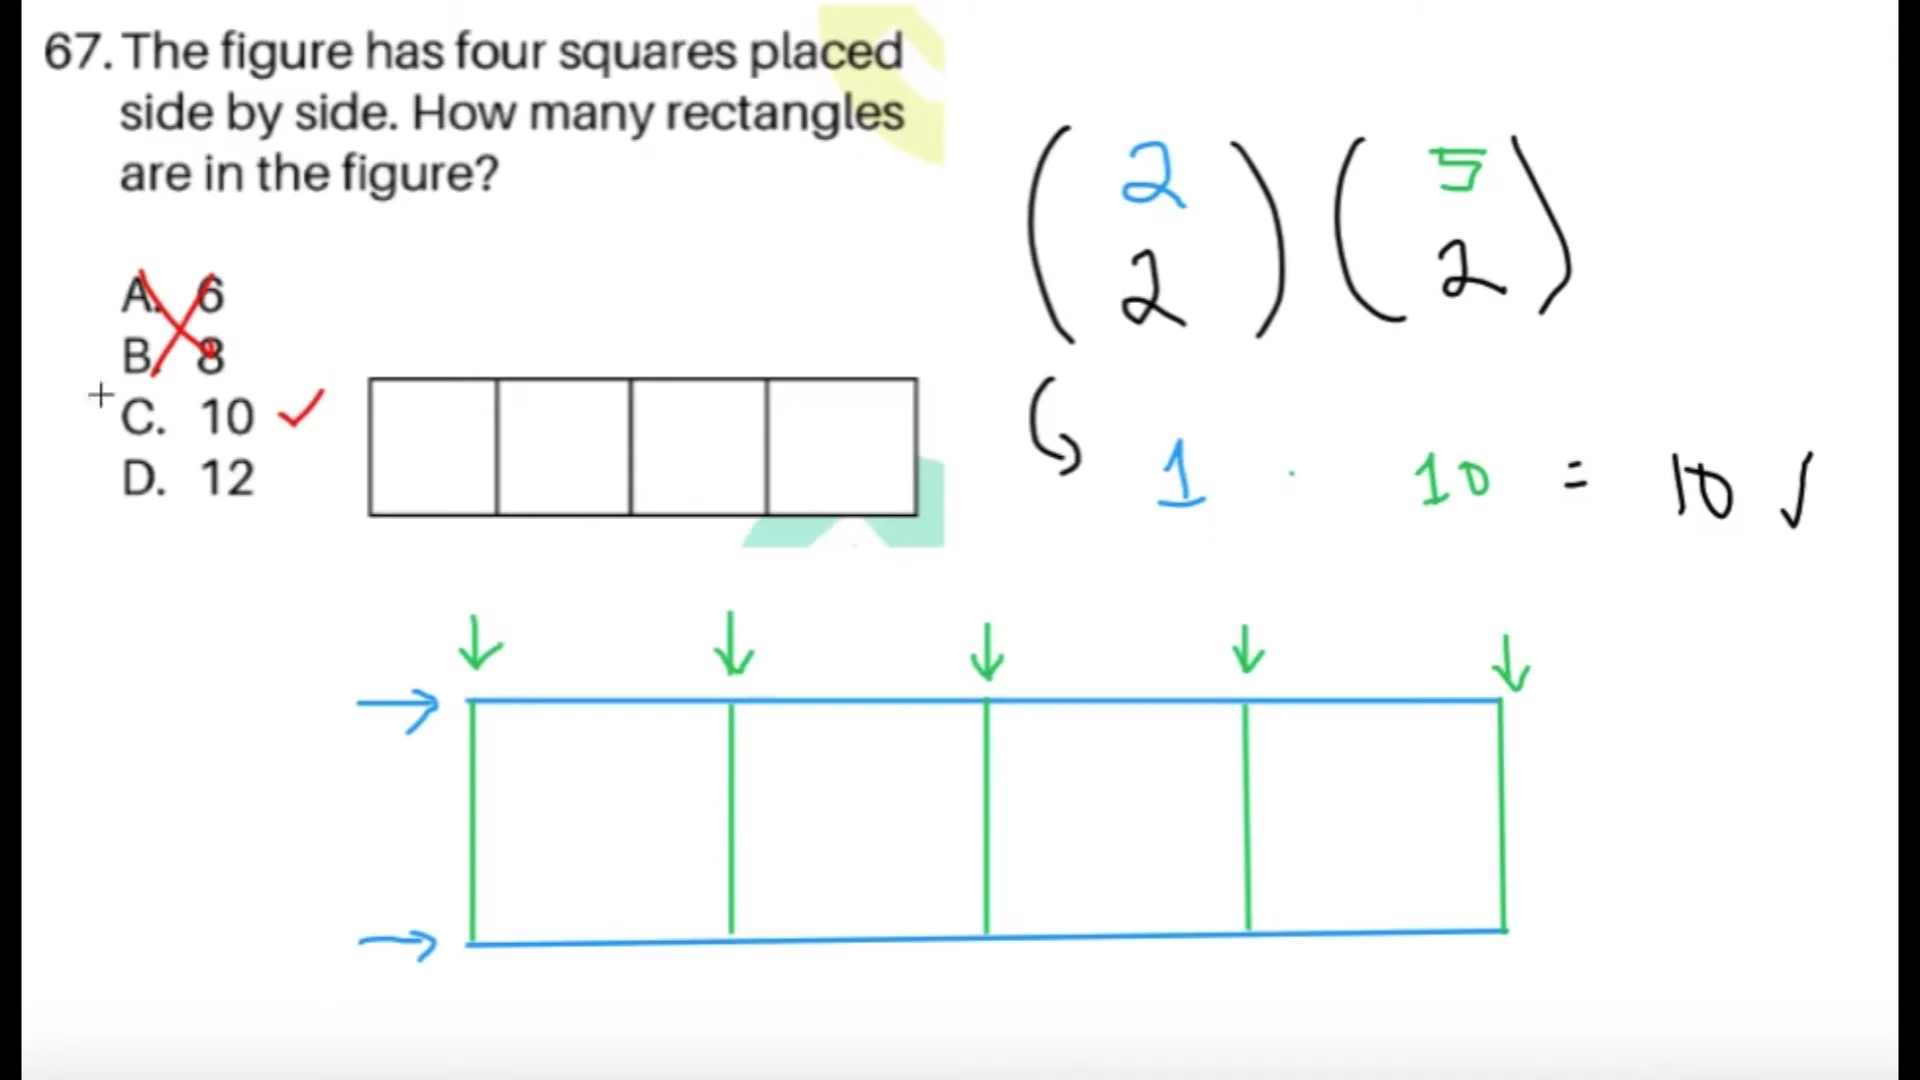 67. The figure has four squares placed
side by side. How many rectangles
are in the figure?
A. 6
B. 8
C. 10 ✓
D. 12
(2 2)(5 2)
1 · 10 = 10 ✓